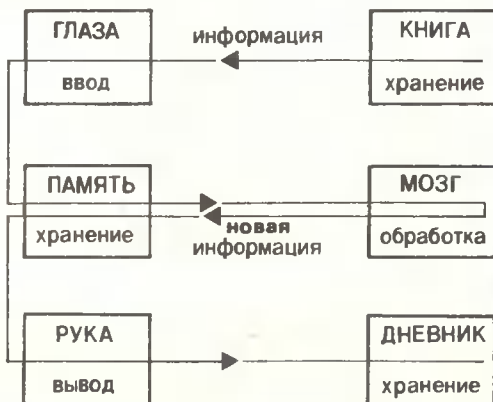 ГЛАЗА
ввод
информация
КНИГА
хранение
ПАМЯТЬ
хранение
новая
информация
МОЗГ
обработка
РУКА
вывод
ДНЕВНИК
хранение